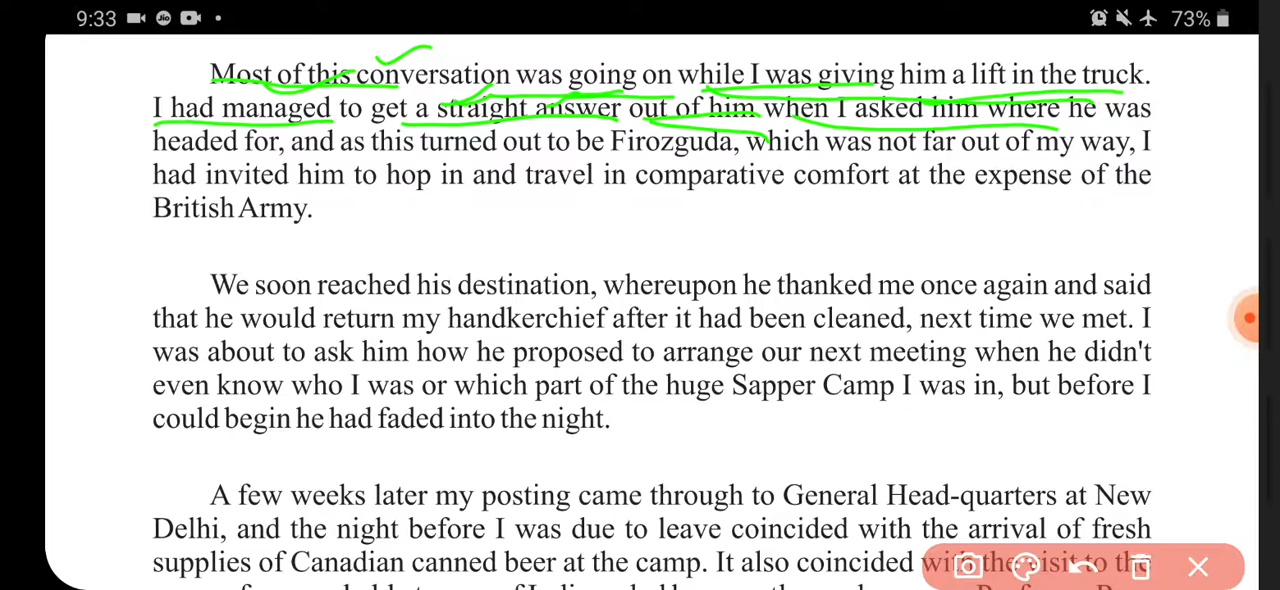 9:33
Jio
73%
Most of this conversation was going on while I was giving him a lift in the truck.
I had managed to get a straight answer out of him when I asked him where he was
headed for, and as this turned out to be Firozguda, which was not far out of my way, I
had invited him to hop in and travel in comparative comfort at the expense of the
British Army.
We soon reached his destination, whereupon he thanked me once again and said
that he would return my handkerchief after it had been cleaned, next time we met. I
was about to ask him how he proposed to arrange our next meeting when he didn't
even know who I was or which part of the huge Sapper Camp I was in, but before I
could begin he had faded into the night.
A few weeks later my posting came through to General Head-quarters at New
Delhi, and the night before I was due to leave coincided with the arrival of fresh
supplies of Canadian canned beer at the camp. It also coincided with the visit to the